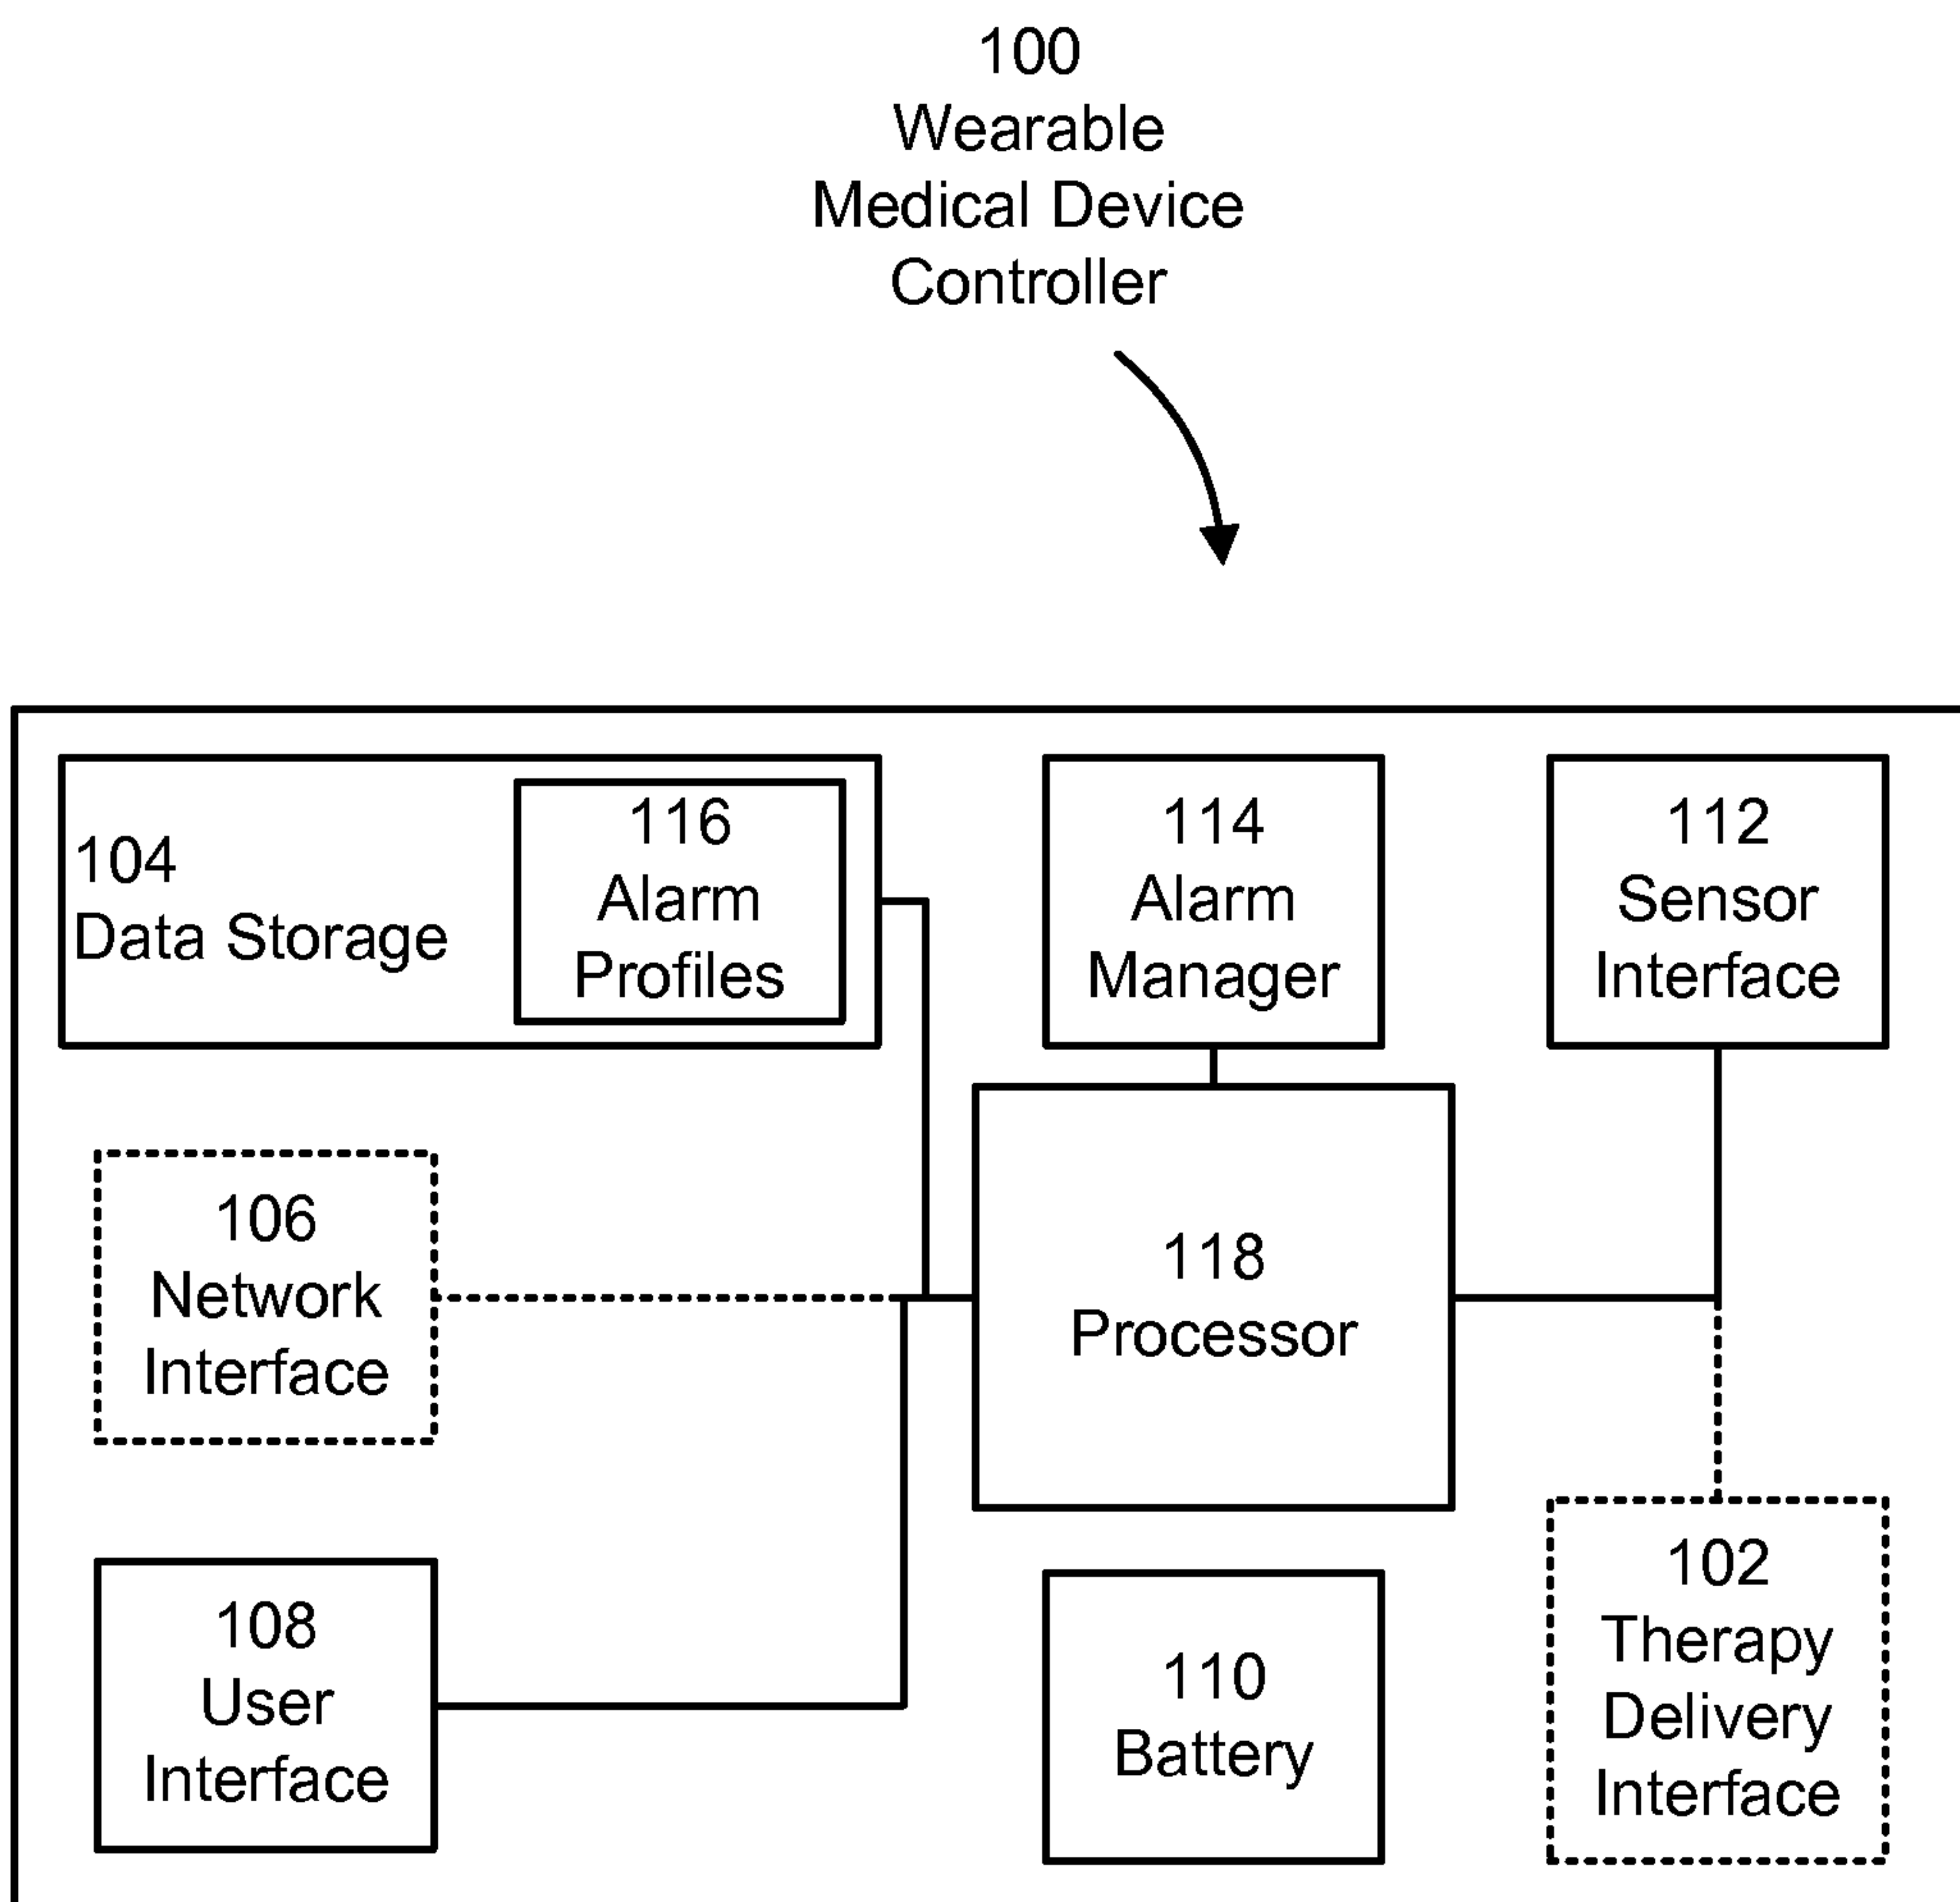 100
Wearable
Medical Device
Controller
104
Data Storage
116
Alarm
Profiles
114
Alarm
Manager
112
Sensor
Interface
106
Network
Interface
118
Processor
108
User
Interface
110
Battery
102
Therapy
Delivery
Interface